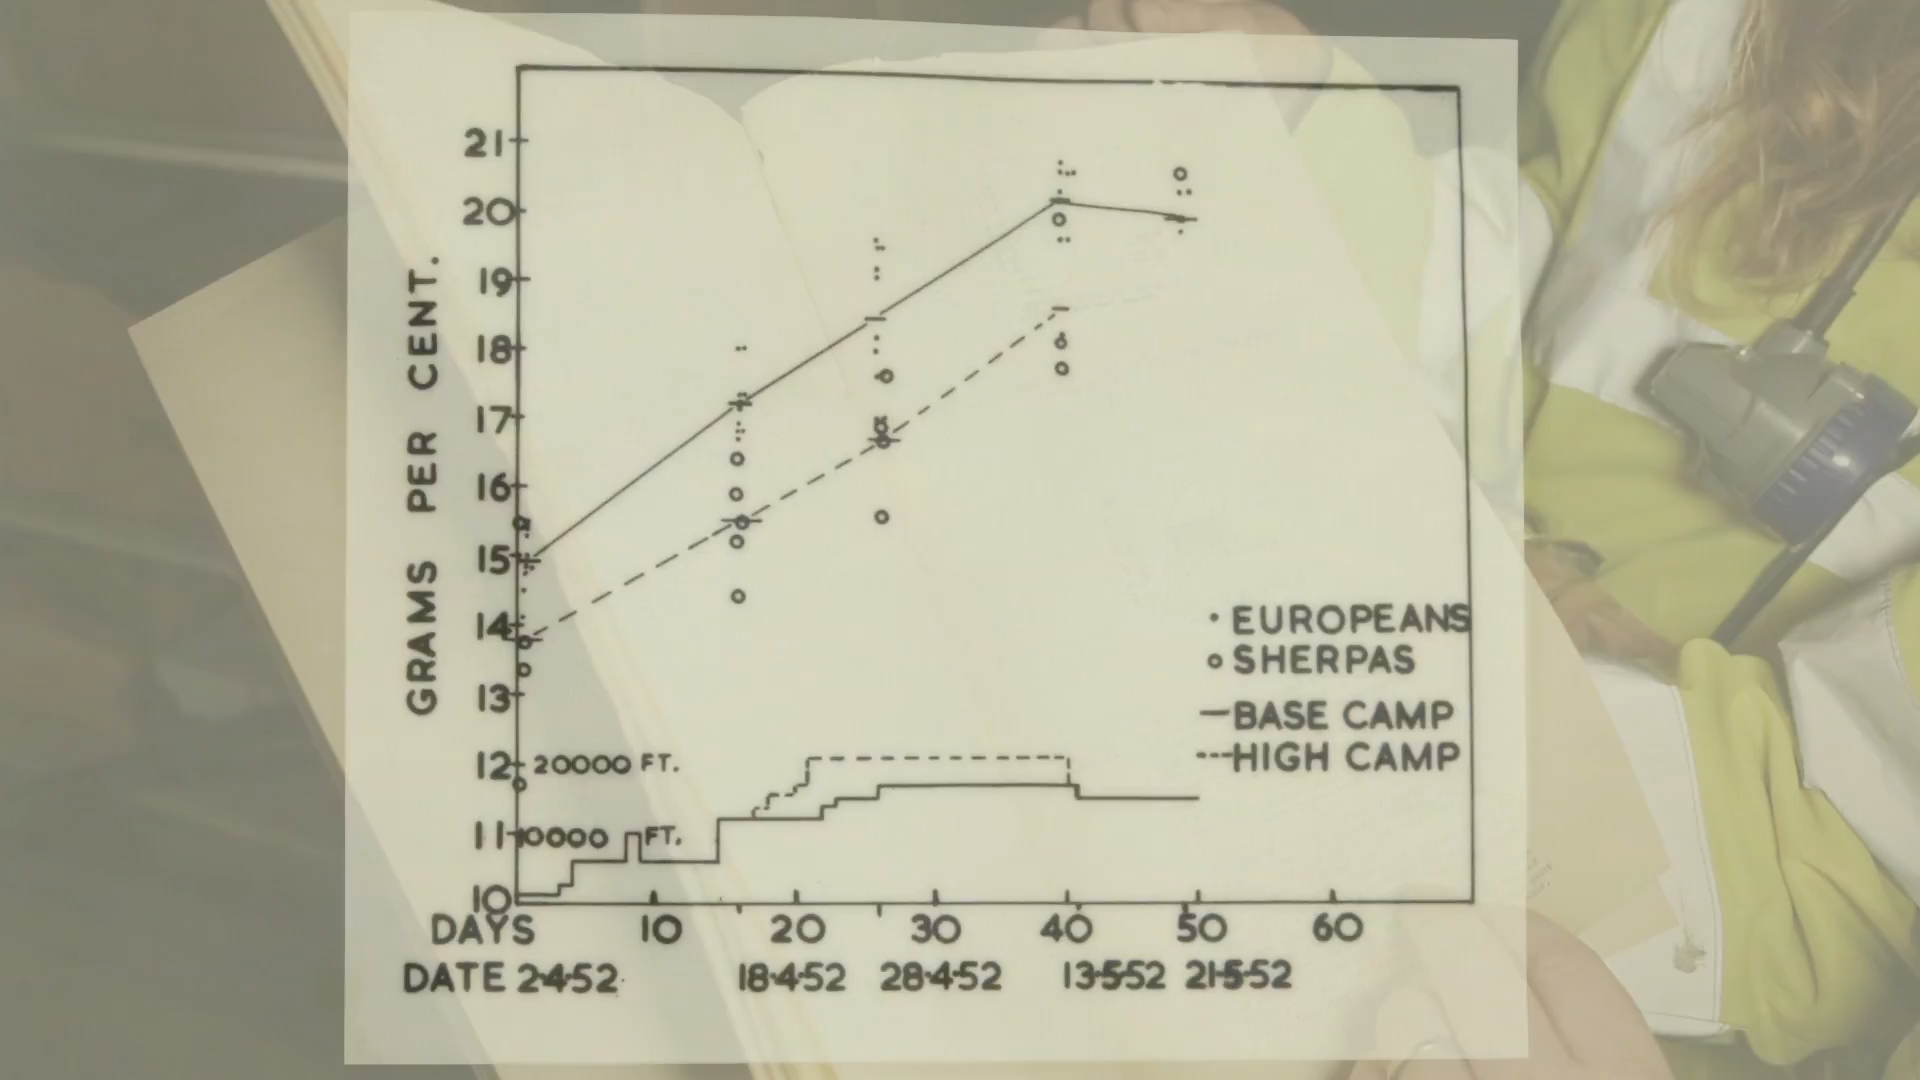 GRAMS PER CENT.
21
20
19
18
17
16
15
14
13
12
20000 FT.
11
10000 FT.
10
EUROPEANS
SHERPAS
BASE CAMP
HIGH CAMP
DAYS 10 20 30 40 50 60
DATE 2·4·52 18·4·52 28·4·52 13·5·52 21·5·52